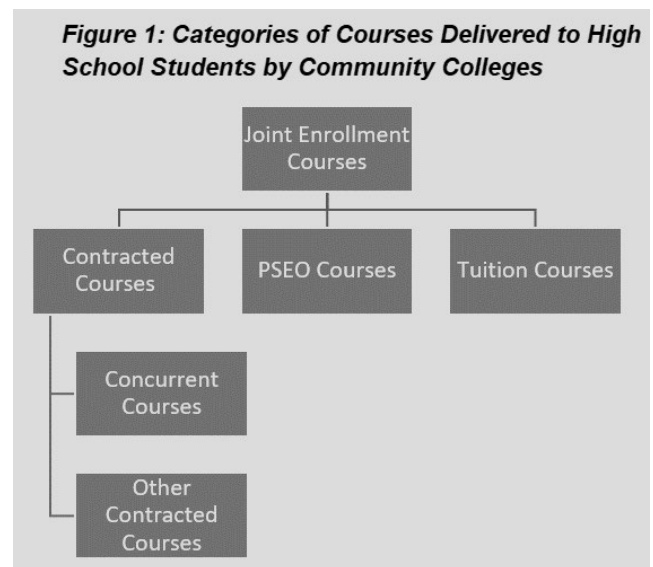 Figure 1: Categories of Courses Delivered to High
School Students by Community Colleges
Joint Enrollment
Courses
Contracted
Courses
PSEO Courses
Tuition Courses
Concurrent
Courses
Other
Contracted
Courses